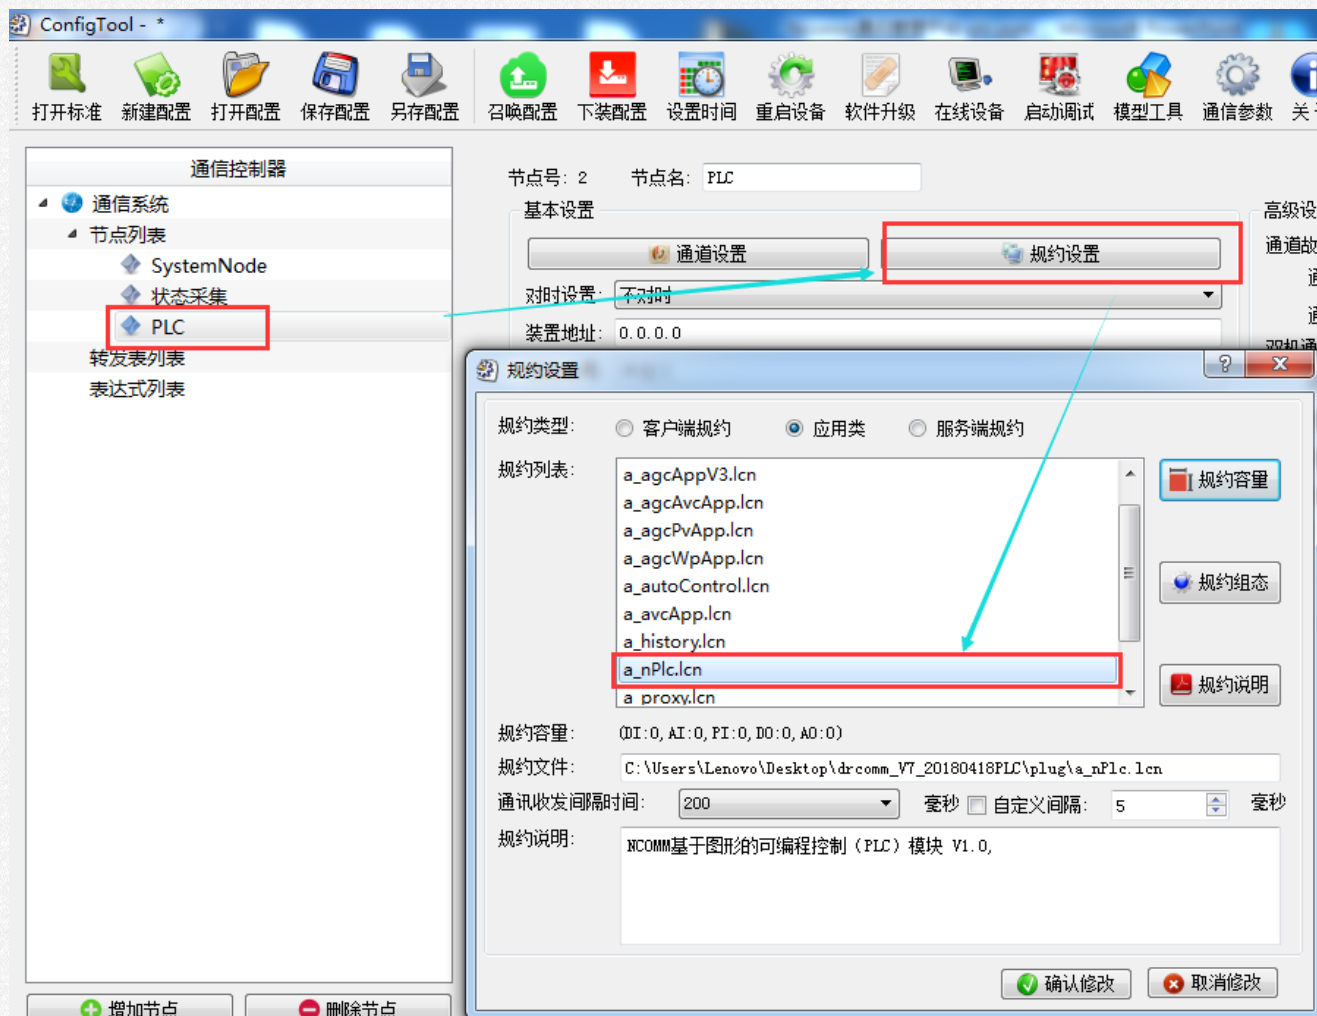 ConfigTool - *
打开标准 新建配置 打开配置 保存配置 另存配置 召唤配置 下装配置 设置时间 重启设备 软件升级 在线设备 启动调试 模型工具 通信参数 关
通信控制器
通信系统
节点列表
SystemNode
状态采集
PLC
转发表列表
表达式列表
增加节点 删除节点
节点号: 2 节点名: PLC
基本设置
高级设
通道设置 规约设置
通道故
对时设置: 不对时
通
装置地址: 0.0.0.0
通
双机通
规约设置
规约类型: 客户端规约 应用类 服务端规约
规约列表:
a_agcAppV3.lcn
a_agcAvcApp.lcn
a_agcPvApp.lcn
a_agcWpApp.lcn
a_autoControl.lcn
a_avcApp.lcn
a_history.lcn
a_nPlc.lcn
a_proxy.lcn
规约容量
规约组态
规约说明
规约容里: (DI:0, AI:0, PI:0, DO:0, AO:0)
规约文件: C:\Users\Lenovo\Desktop\drcomm_V7_20180418PLC\plug\a_nPlc.lcn
通讯收发间隔时间: 200 毫秒 自定义间隔: 5 毫秒
规约说明: NCOMM基于图形的可编程控制（PLC）模块 V1.0,
确认修改 取消修改